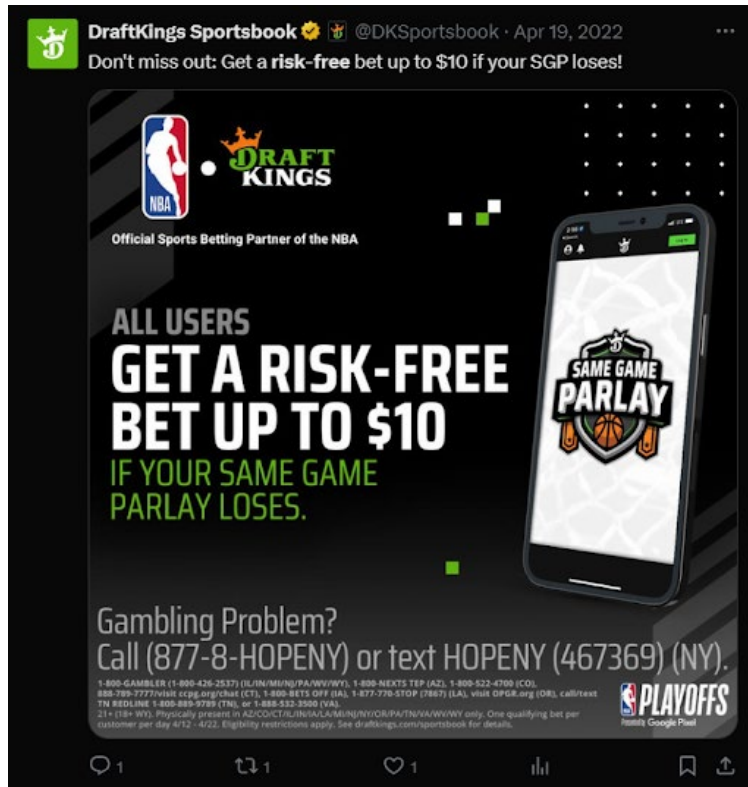 DraftKings Sportsbook @DKSportsbook · Apr 19, 2022
Don't miss out: Get a risk-free bet up to $10 if your SGP loses!
NBA
DRAFT
KINGS
Official Sports Betting Partner of the NBA
ALL USERS
GET A RISK-FREE
BET UP TO $10
IF YOUR SAME GAME
PARLAY LOSES.
SAME GAME
PARLAY
Gambling Problem?
Call (877-8-HOPENY) or text HOPENY (467369) (NY).
1-800-GAMBLER (1-800-426-2537) (IL/IN/MI/NJ/PA/WV/WY), 1-800-NEXTS TEP (AZ), 1-800-522-4700 (CO),
888-789-7777/visit ccpg.org/chat (CT), 1-800-BETS OFF (IA), 1-877-770-STOP (7867) (LA), visit OPGR.org (OR), call/text
TN REDLINE 1-800-889-9789 (TN), or 1-888-532-3500 (VA).
21+ (18+ WY). Physically present in AZ/CO/CT/IL/IN/IA/LA/MI/NJ/NY/OR/PA/TN/VA/WV/WY only. One qualifying bet per
customer per day 4/12 - 4/22. Eligibility restrictions apply. See draftkings.com/sportsbook for details.
PLAYOFFS
Presented by Google Pixel
1 1 1